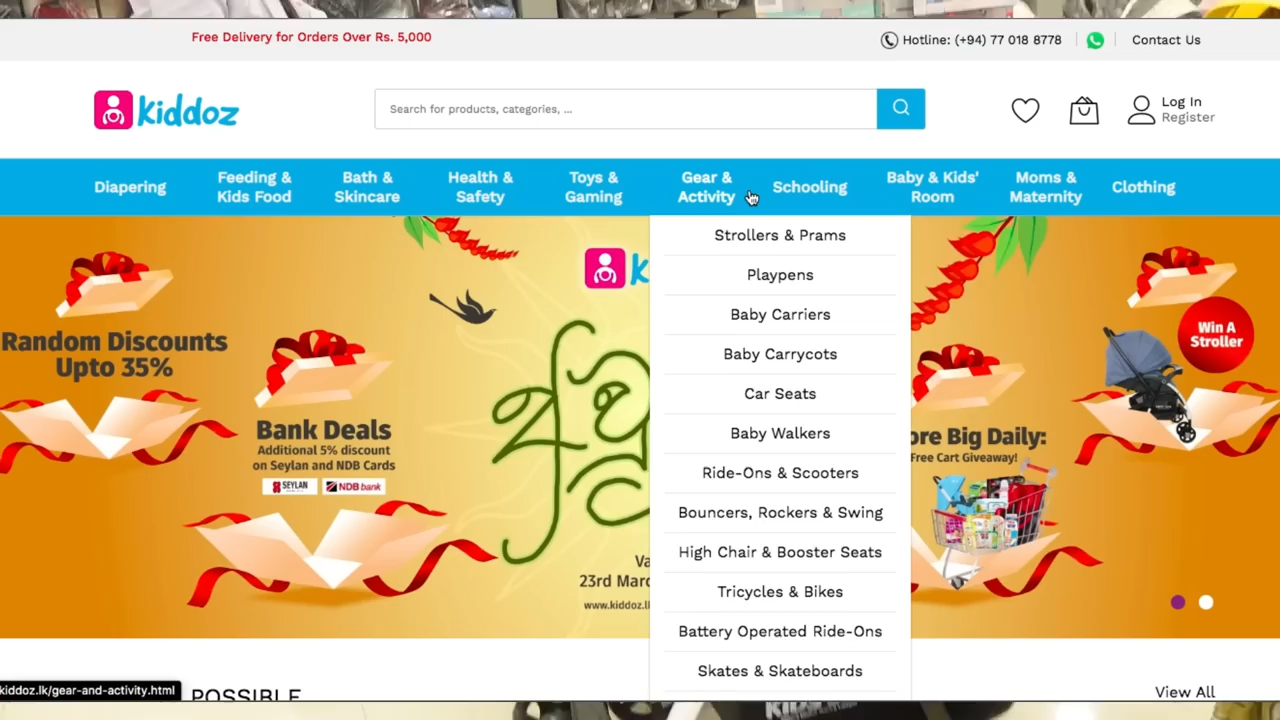 Free Delivery for Orders Over Rs. 5,000
Hotline: (+94) 77 018 8778
Contact Us
kiddoz
Search for products, categories, ...
Log In
Register
Diapering
Feeding &
Kids Food
Bath &
Skincare
Health &
Safety
Toys &
Gaming
Gear &
Activity
Schooling
Baby & Kids'
Room
Moms &
Maternity
Clothing
Strollers & Prams
Playpens
Baby Carriers
Baby Carrycots
Car Seats
Baby Walkers
Ride-Ons & Scooters
Bouncers, Rockers & Swing
High Chair & Booster Seats
Tricycles & Bikes
Battery Operated Ride-Ons
Skates & Skateboards
Random Discounts
Upto 35%
Bank Deals
Additional 5% discount
on Seylan and NDB Cards
SEYLAN
NDB bank
k
Va
23rd Mar
www.kiddoz.l
Win A
Stroller
ore Big Daily:
Free Cart Giveaway!
kiddoz.lk/gear-and-activity.html
POSSIBLE
View All